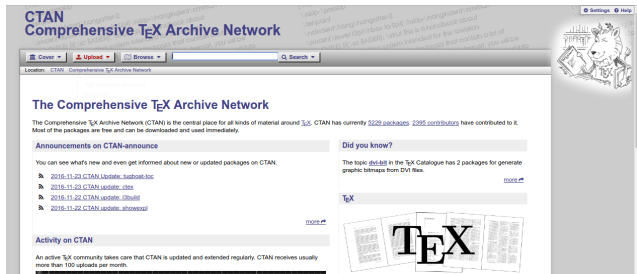 CTAN
Comprehensive TEX Archive Network
Settings Help
Cover Upload Browse Search
Location: CTAN Comprehensive TEX Archive Network
The Comprehensive TEX Archive Network
The Comprehensive TEX Archive Network (CTAN) is the central place for all kinds of material around TEX. CTAN has currently 5229 packages. 2395 contributors have contributed to it.
Most of the packages are free and can be downloaded and used immediately.
Announcements on CTAN-announce
You can see what's new and even get informed about new or updated packages on CTAN.
2016-11-23 CTAN Update: tugboat-toc
2016-11-23 CTAN update: ctex
2016-11-22 CTAN update: l3build
2016-11-22 CTAN update: showexpl
more
Activity on CTAN
An active TEX community takes care that CTAN is updated and extended regularly. CTAN receives usually
more than 100 uploads per month.
Did you know?
The topic dvi-bit in the TEX Catalogue has 2 packages for generate
graphic bitmaps from DVI files.
more
TEX
TEX